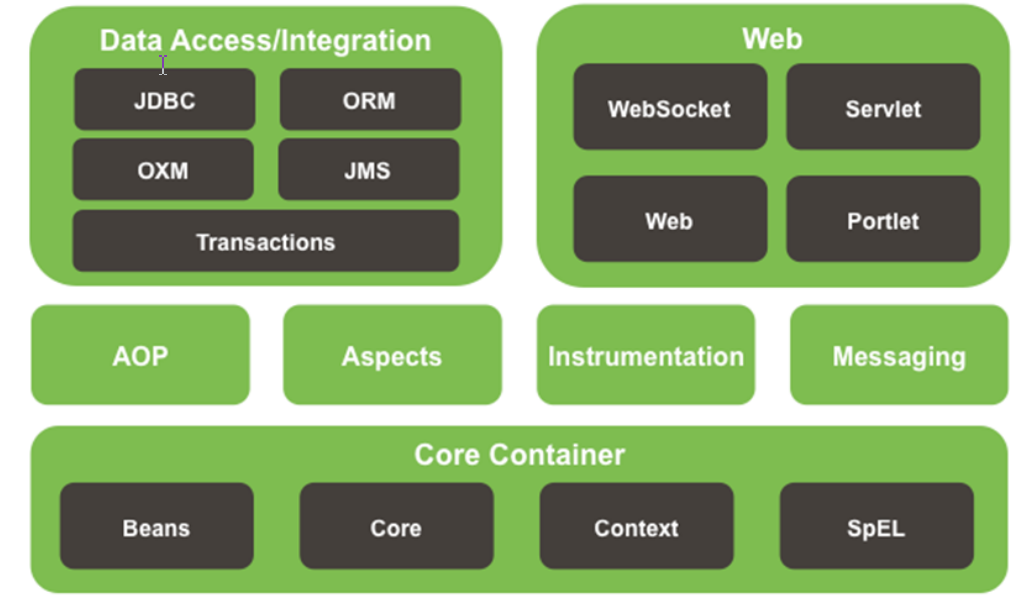 Data Access/Integration
JDBC
ORM
OXM
JMS
Transactions
Web
WebSocket
Servlet
Web
Portlet
AOP
Aspects
Instrumentation
Messaging
Core Container
Beans
Core
Context
SpEL